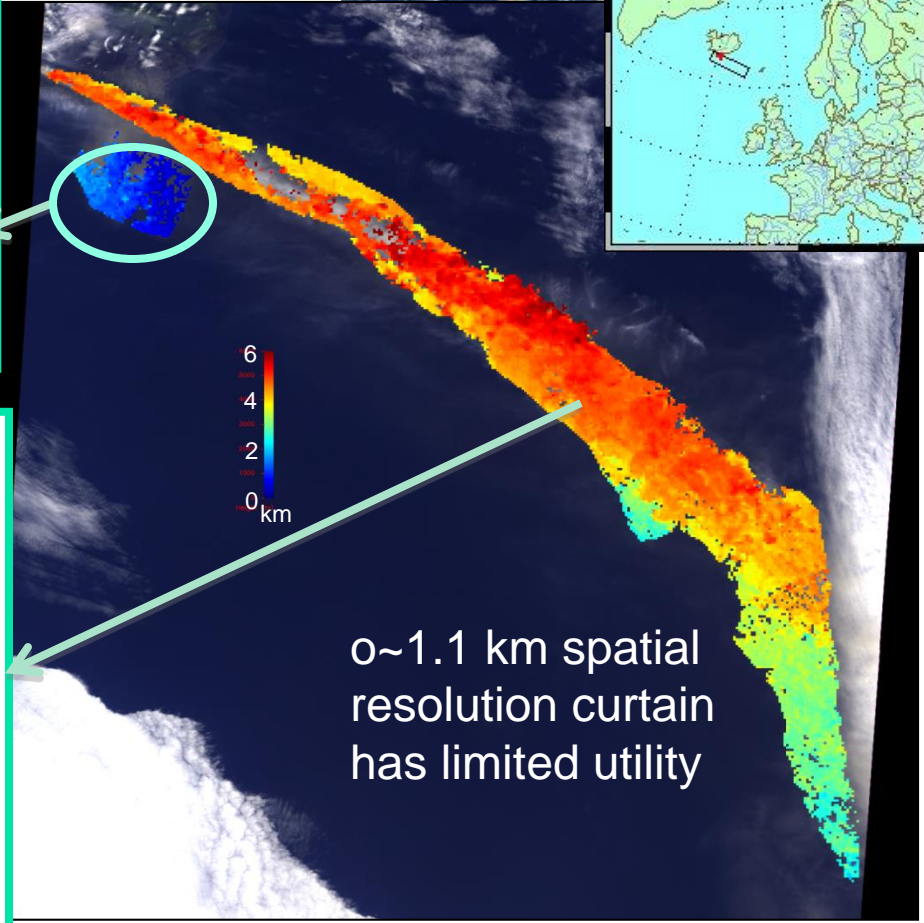 6
4
2
0
km
o~1.1 km spatial
resolution curtain
has limited utility